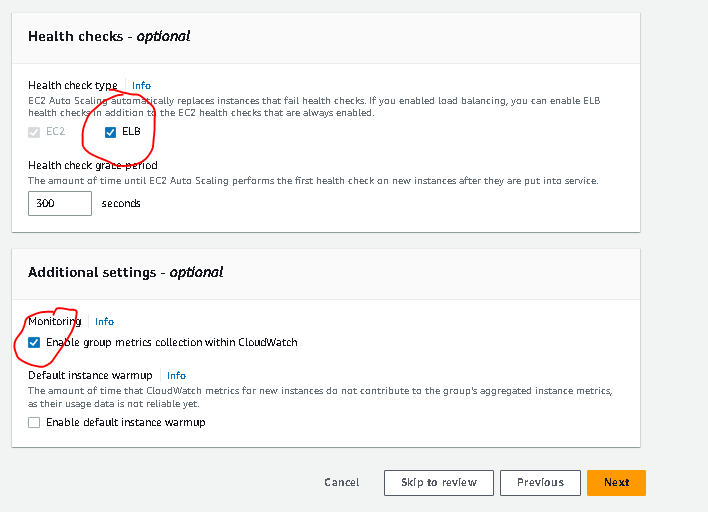 Health checks - optional
Health check type Info
EC2 Auto Scaling automatically replaces instances that fail health checks. If you enabled load balancing, you can enable ELB
health checks in addition to the EC2 health checks that are always enabled.
EC2 ELB
Health check grace period
The amount of time until EC2 Auto Scaling performs the first health check on new instances after they are put into service.
300 seconds
Additional settings - optional
Monitoring Info
Enable group metrics collection within CloudWatch
Default instance warmup Info
The amount of time that CloudWatch metrics for new instances do not contribute to the group's aggregated instance metrics,
as their usage data is not reliable yet.
Enable default instance warmup
Cancel Skip to review Previous Next